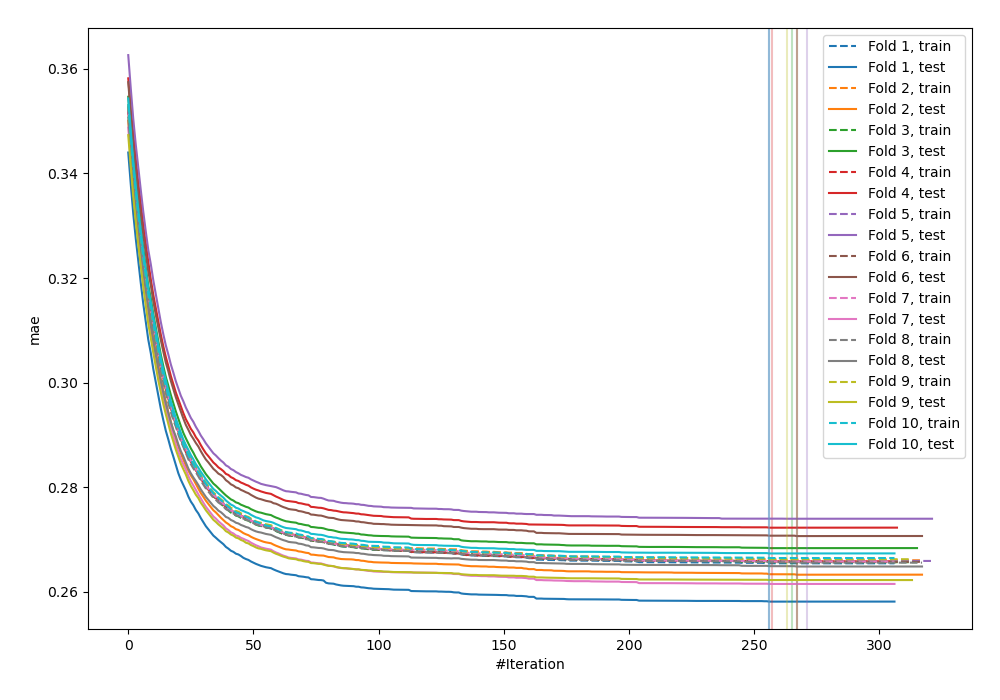 0.36
0.34
0.32
0.30
0.28
0.26
mae
0
50
100
150
200
250
300
#Iteration
Fold 1, train
Fold 1, test
Fold 2, train
Fold 2, test
Fold 3, train
Fold 3, test
Fold 4, train
Fold 4, test
Fold 5, train
Fold 5, test
Fold 6, train
Fold 6, test
Fold 7, train
Fold 7, test
Fold 8, train
Fold 8, test
Fold 9, train
Fold 9, test
Fold 10, train
Fold 10, test